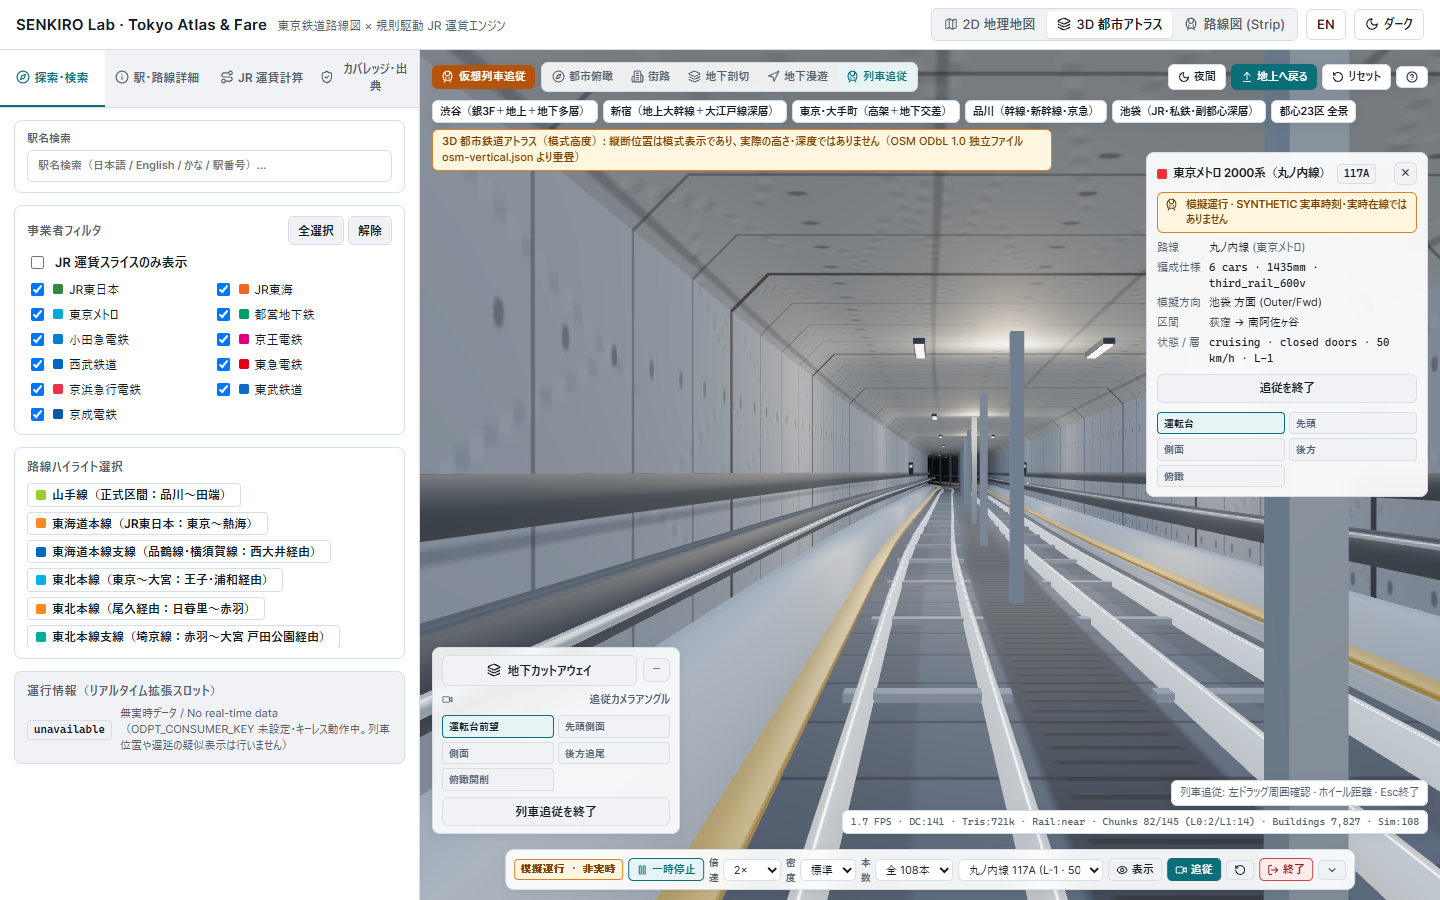 SENKIRO Lab · Tokyo Atlas & Fare 東京鉄道路線図 × 規則駆動 JR 運賃エンジン
2D 地理地図 3D 都市アトラス 路線図 (Strip) EN ダーク
探索・検索
駅・路線詳細
JR 運賃計算
カバレッジ・出
典
駅名検索
駅名検索（日本語 / English / かな / 駅番号）...
事業者フィルタ
全選択 解除
JR 運賃スライスのみ表示
JR東日本 JR東海
東京メトロ 都営地下鉄
小田急電鉄 京王電鉄
西武鉄道 東急電鉄
京浜急行電鉄 東武鉄道
京成電鉄
路線ハイライト選択
山手線（正式区間：品川〜田端）
東海道本線（JR東日本：東京〜熱海）
東海道本線支線（品鶴線・横須賀線：西大井経由）
東北本線（東京〜大宮：王子・浦和経由）
東北本線（尾久経由：日暮里〜赤羽）
東北本線支線（埼京線：赤羽〜大宮 戸田公園経由）
運行情報（リアルタイム拡張スロット）
unavailable
無実時データ / No real-time data
（ODPT_CONSUMER_KEY 未設定・キーレス動作中。列車
位置や遅延の疑似表示は行いません）
仮想列車追従 都市俯瞰 街路 地下剖切 地下漫遊 列車追従
夜間 地上へ戻る リセット
渋谷（銀3F＋地上＋地下多層） 新宿（地上大幹線＋大江戸線深層） 東京・大手町（高架＋地下交差） 品川（幹線・新幹線・京急） 池袋（JR・私鉄・副都心深層） 都心23区 全景
3D 都市鉄道アトラス（模式高度）：縦断位置は模式表示であり、実際の高さ・深度ではありません（OSM ODbL 1.0 独立ファイル
osm-vertical.json より重畳）
東京メトロ 2000系（丸ノ内線） 117A ×
模擬運行 · SYNTHETIC 実車時刻・実時在線では
ありません
路線 丸ノ内線 (東京メトロ)
編成仕様 6 cars · 1435mm ·
third_rail_600v
模擬方向 池袋 方面 (Outer/Fwd)
区間 荻窪 → 南阿佐ヶ谷
状態 / 層 cruising · closed doors · 50
km/h · L-1
追従を終了
運転台 先頭
側面 後方
俯瞰
地下カットアウェイ −
追従カメラアングル
運転台前望 先頭側面
側面 後方追尾
俯瞰開削
列車追従を終了
列車追従: 左ドラッグ周囲確認 · ホイール距離 · Esc終了
1.7 FPS · DC:141 · Tris:721k · Rail:near · Chunks 82/145 (L0:2/L1:14) · Buildings 7,827 · Sim:108
模擬運行 · 非実時 一時停止 倍速 2× 密度 標準 本数 全 108本 丸ノ内線 117A (L-1 · 50 表示 追従 終了